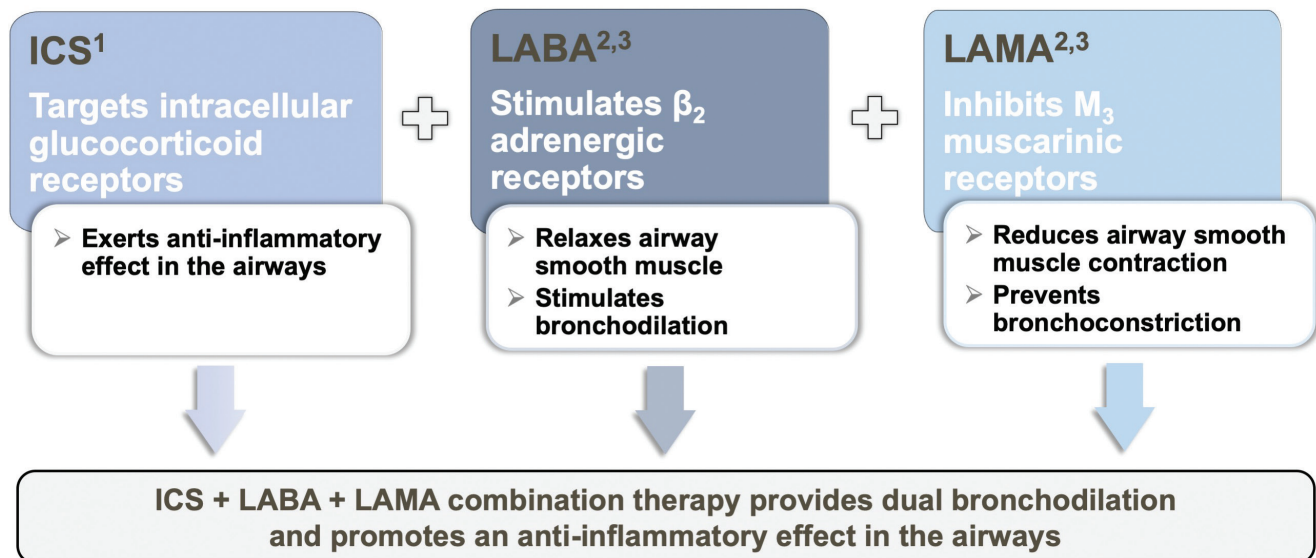 ICS¹
Targets intracellular
glucocorticoid
receptors
➢ Exerts anti-inflammatory
effect in the airways
LABA²,³
Stimulates β₂
adrenergic
receptors
➢ Relaxes airway
smooth muscle
➢ Stimulates
bronchodilation
LAMA²,³
Inhibits M₃
muscarinic
receptors
➢ Reduces airway smooth
muscle contraction
➢ Prevents
bronchoconstriction
ICS + LABA + LAMA combination therapy provides dual bronchodilation
and promotes an anti-inflammatory effect in the airways